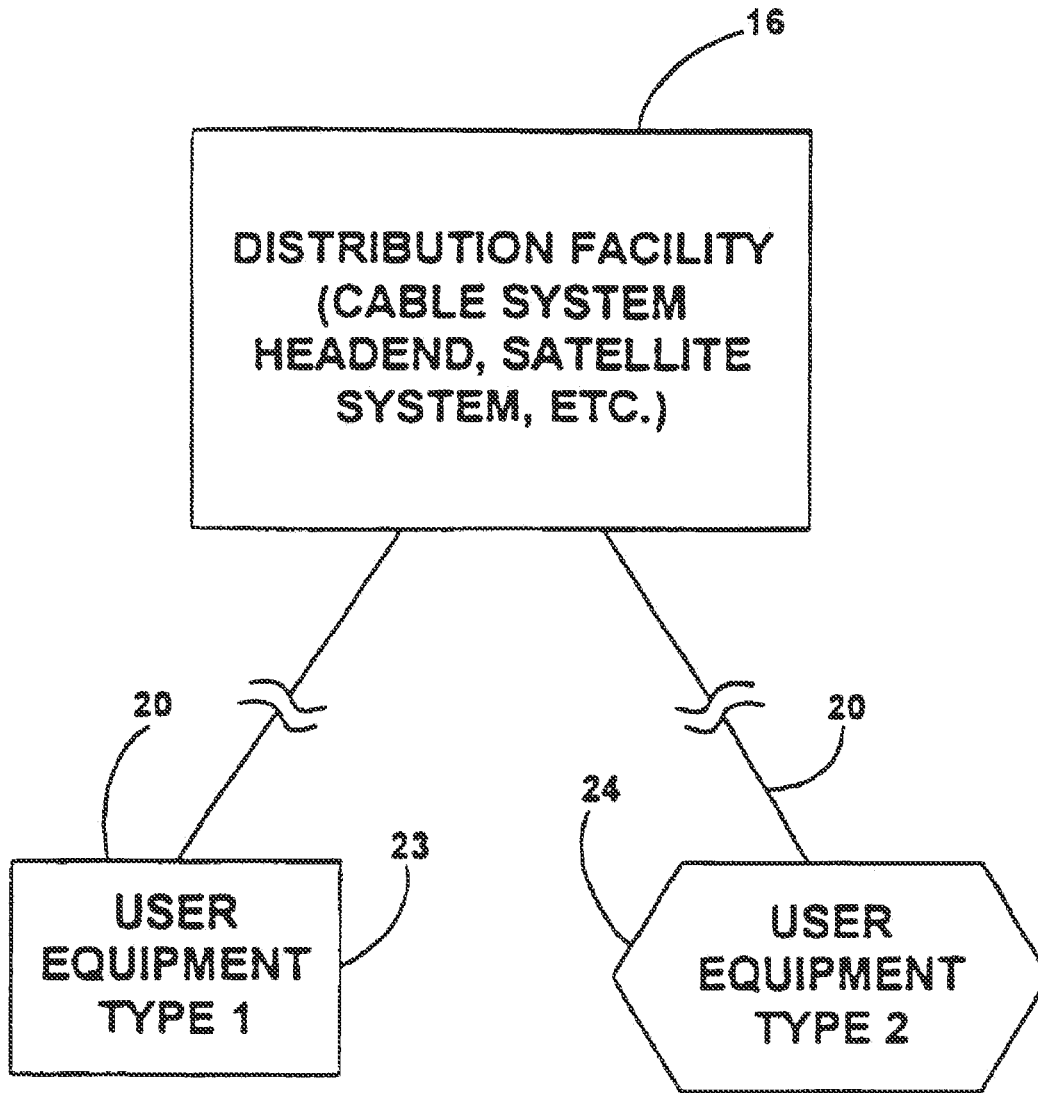 16
DISTRIBUTION FACILITY
(CABLE SYSTEM
HEADEND, SATELLITE
SYSTEM, ETC.)
20
20
24
23
USER
EQUIPMENT
TYPE 1
USER
EQUIPMENT
TYPE 2